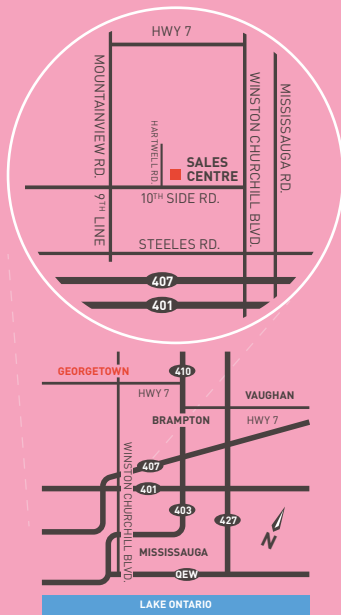 HWY 7
MOUNTAINVIEW RD.
9TH LINE
HARTWELL RD.
SALES
CENTRE
10TH SIDE RD.
WINSTON CHURCHILL BLVD.
MISSISSAUGA RD.
STEELES RD.
407
401
GEORGETOWN
410
HWY 7
VAUGHAN
BRAMPTON
HWY 7
WINSTON CHURCHILL BLVD.
407
401
403
427
N
MISSISSAUGA
QEW
LAKE ONTARIO